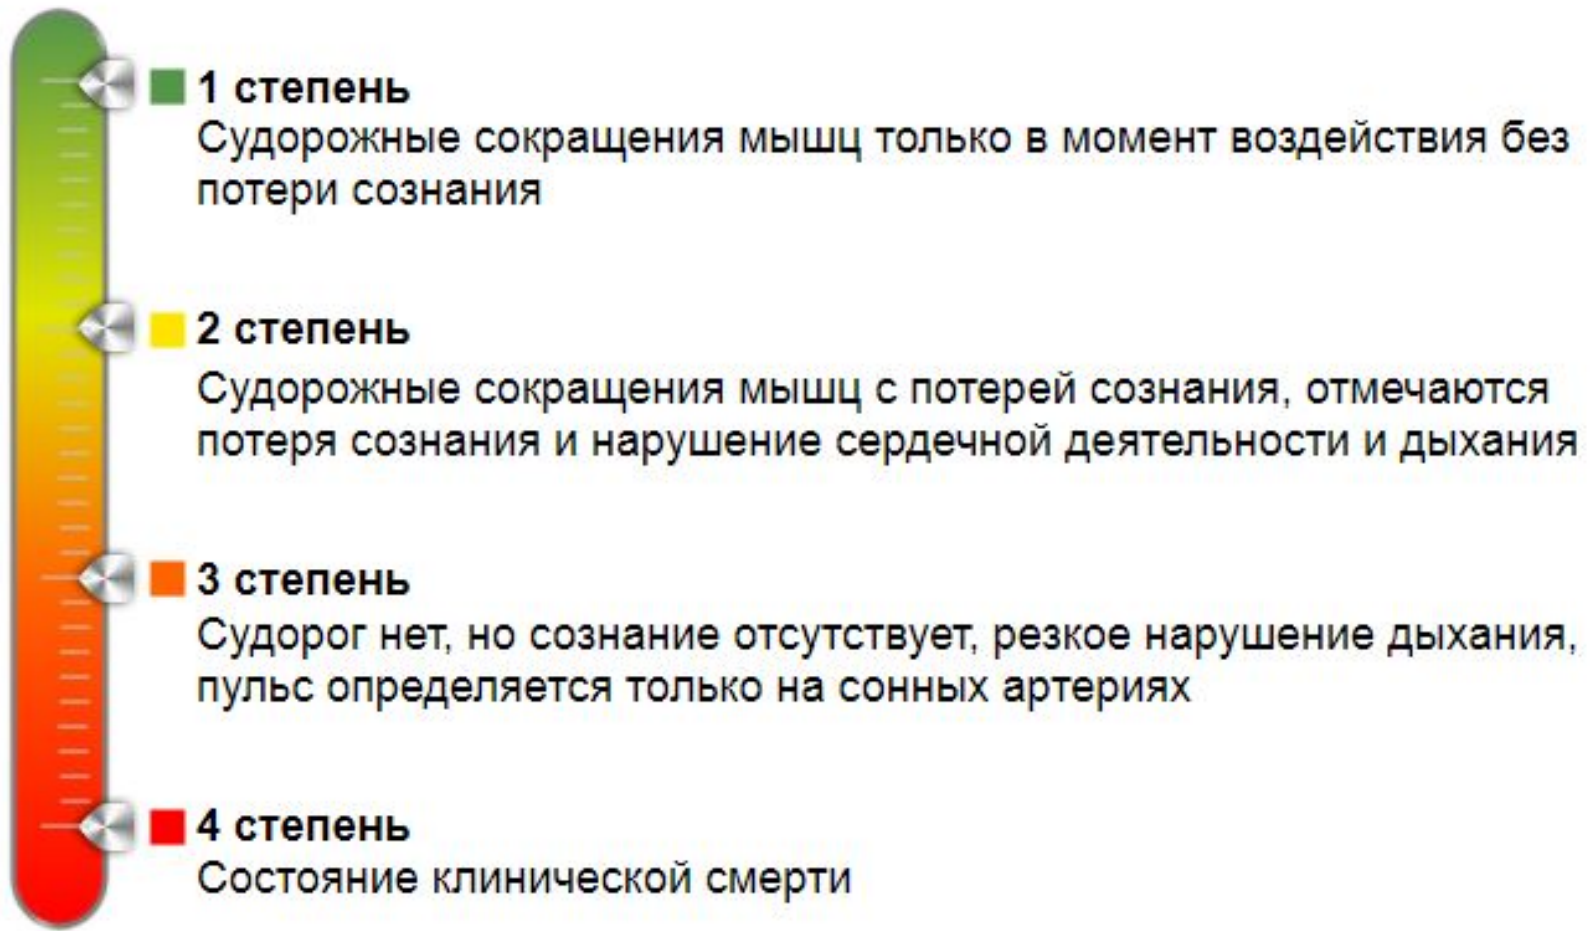 1 степень
Судорожные сокращения мышц только в момент воздействия без
потери сознания
2 степень
Судорожные сокращения мышц с потерей сознания, отмечаются
потеря сознания и нарушение сердечной деятельности и дыхания
3 степень
Судорог нет, но сознание отсутствует, резкое нарушение дыхания,
пульс определяется только на сонных артериях
4 степень
Состояние клинической смерти